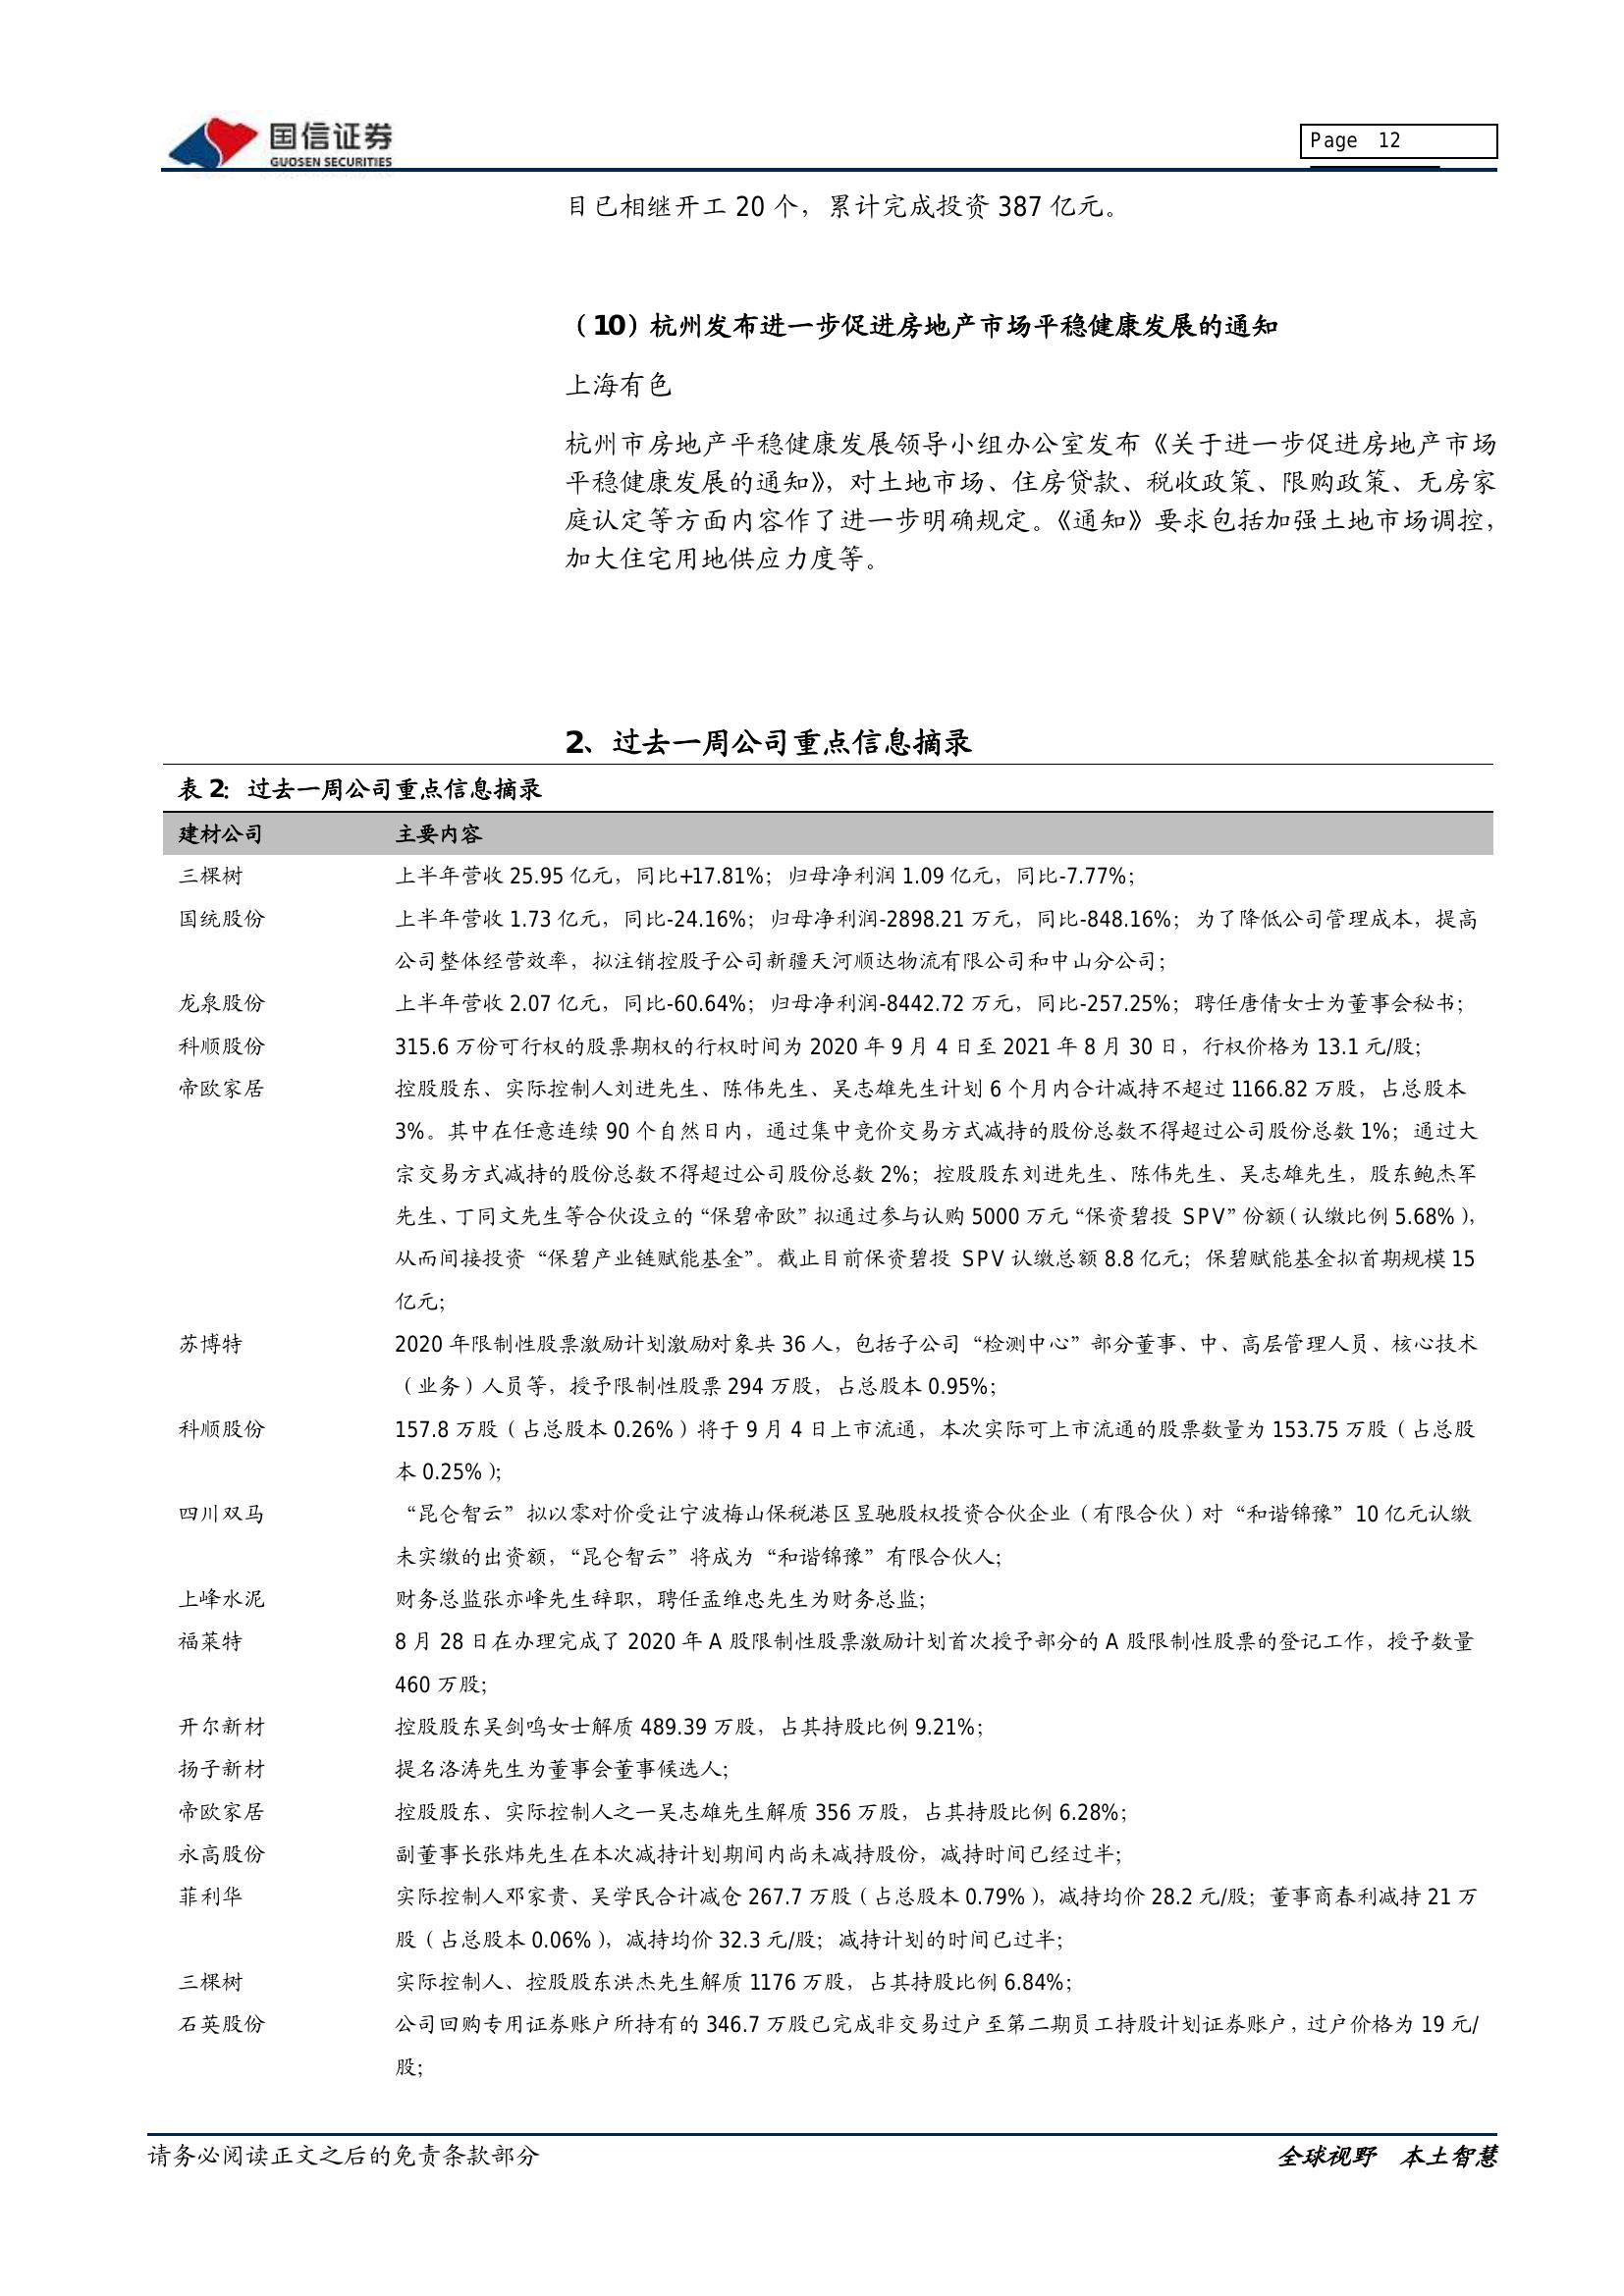 国信证券
GUOSEN SECURITIES
Page 12
目已相继开工 20 个，累计完成投资 387 亿元。
（10）杭州发布进一步促进房地产市场平稳健康发展的通知
上海有色
杭州市房地产平稳健康发展领导小组办公室发布《关于进一步促进房地产市场
平稳健康发展的通知》，对土地市场、住房贷款、税收政策、限购政策、无房家
庭认定等方面内容作了进一步明确规定。《通知》要求包括加强土地市场调控，
加大住宅用地供应力度等。
2、过去一周公司重点信息摘录
表 2：过去一周公司重点信息摘录
建材公司 主要内容
三棵树 上半年营收 25.95 亿元，同比+17.81%；归母净利润 1.09 亿元，同比-7.77%；
国统股份 上半年营收 1.73 亿元，同比-24.16%；归母净利润-2898.21 万元，同比-848.16%；为了降低公司管理成本，提高
公司整体经营效率，拟注销控股子公司新疆天河顺达物流有限公司和中山分公司；
龙泉股份 上半年营收 2.07 亿元，同比-60.64%；归母净利润-8442.72 万元，同比-257.25%；聘任唐倩女士为董事会秘书；
科顺股份 315.6 万份可行权的股票期权的行权时间为 2020 年 9 月 4 日至 2021 年 8 月 30 日，行权价格为 13.1 元/股；
帝欧家居 控股股东、实际控制人刘进先生、陈伟先生、吴志雄先生计划 6 个月内合计减持不超过 1166.82 万股，占总股本
3%。其中在任意连续 90 个自然日内，通过集中竞价交易方式减持的股份总数不得超过公司股份总数 1%；通过大
宗交易方式减持的股份总数不得超过公司股份总数 2%；控股股东刘进先生、陈伟先生、吴志雄先生，股东鲍杰军
先生、丁同文先生等合伙设立的“保碧帝欧”拟通过参与认购 5000 万元“保资碧投 SPV”份额（认缴比例 5.68%），
从而间接投资“保碧产业链赋能基金”。截止目前保资碧投 SPV 认缴总额 8.8 亿元；保碧赋能基金拟首期规模 15
亿元；
苏博特 2020 年限制性股票激励计划激励对象共 36 人，包括子公司“检测中心”部分董事、中、高层管理人员、核心技术
（业务）人员等，授予限制性股票 294 万股，占总股本 0.95%；
科顺股份 157.8 万股（占总股本 0.26%）将于 9 月 4 日上市流通，本次实际可上市流通的股票数量为 153.75 万股（占总股
本 0.25%）；
四川双马 “昆仑智云”拟以零对价受让宁波梅山保税港区昱驰股权投资合伙企业（有限合伙）对“和谐锦豫”10 亿元认缴
未实缴的出资额，“昆仑智云”将成为“和谐锦豫”有限合伙人；
上峰水泥 财务总监张亦峰先生辞职，聘任孟维忠先生为财务总监；
福莱特 8 月 28 日在办理完成了 2020 年 A 股限制性股票激励计划首次授予部分的 A 股限制性股票的登记工作，授予数量
460 万股；
开尔新材 控股股东吴剑鸣女士解质 489.39 万股，占其持股比例 9.21%；
扬子新材 提名洛涛先生为董事会董事候选人；
帝欧家居 控股股东、实际控制人之一吴志雄先生解质 356 万股，占其持股比例 6.28%；
永高股份 副董事长张炜先生在本次减持计划期间内尚未减持股份，减持时间已经过半；
菲利华 实际控制人邓家贵、吴学民合计减仓 267.7 万股（占总股本 0.79%），减持均价 28.2 元/股；董事商春利减持 21 万
股（占总股本 0.06%），减持均价 32.3 元/股；减持计划的时间已过半；
三棵树 实际控制人、控股股东洪杰先生解质 1176 万股，占其持股比例 6.84%；
石英股份 公司回购专用证券账户所持有的 346.7 万股已完成非交易过户至第二期员工持股计划证券账户，过户价格为 19 元/
股；
请务必阅读正文之后的免责条款部分 全球视野 本土智慧